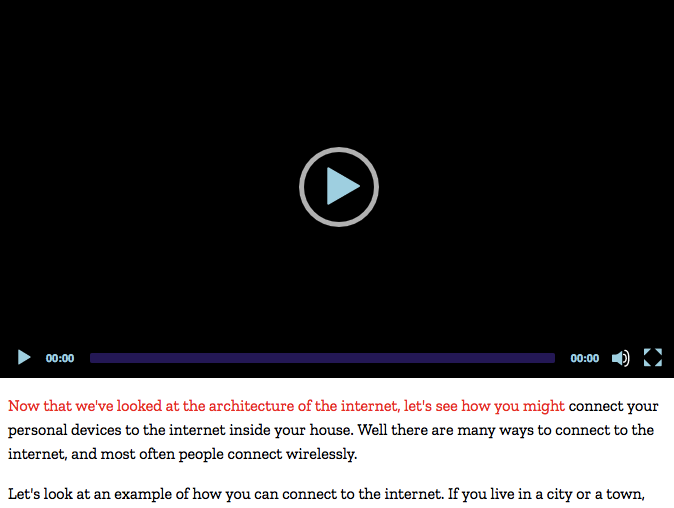 00:00 00:00
Now that we've looked at the architecture of the internet, let's see how you might connect your
personal devices to the internet inside your house. Well there are many ways to connect to the
internet, and most often people connect wirelessly.
Let's look at an example of how you can connect to the internet. If you live in a city or a town,